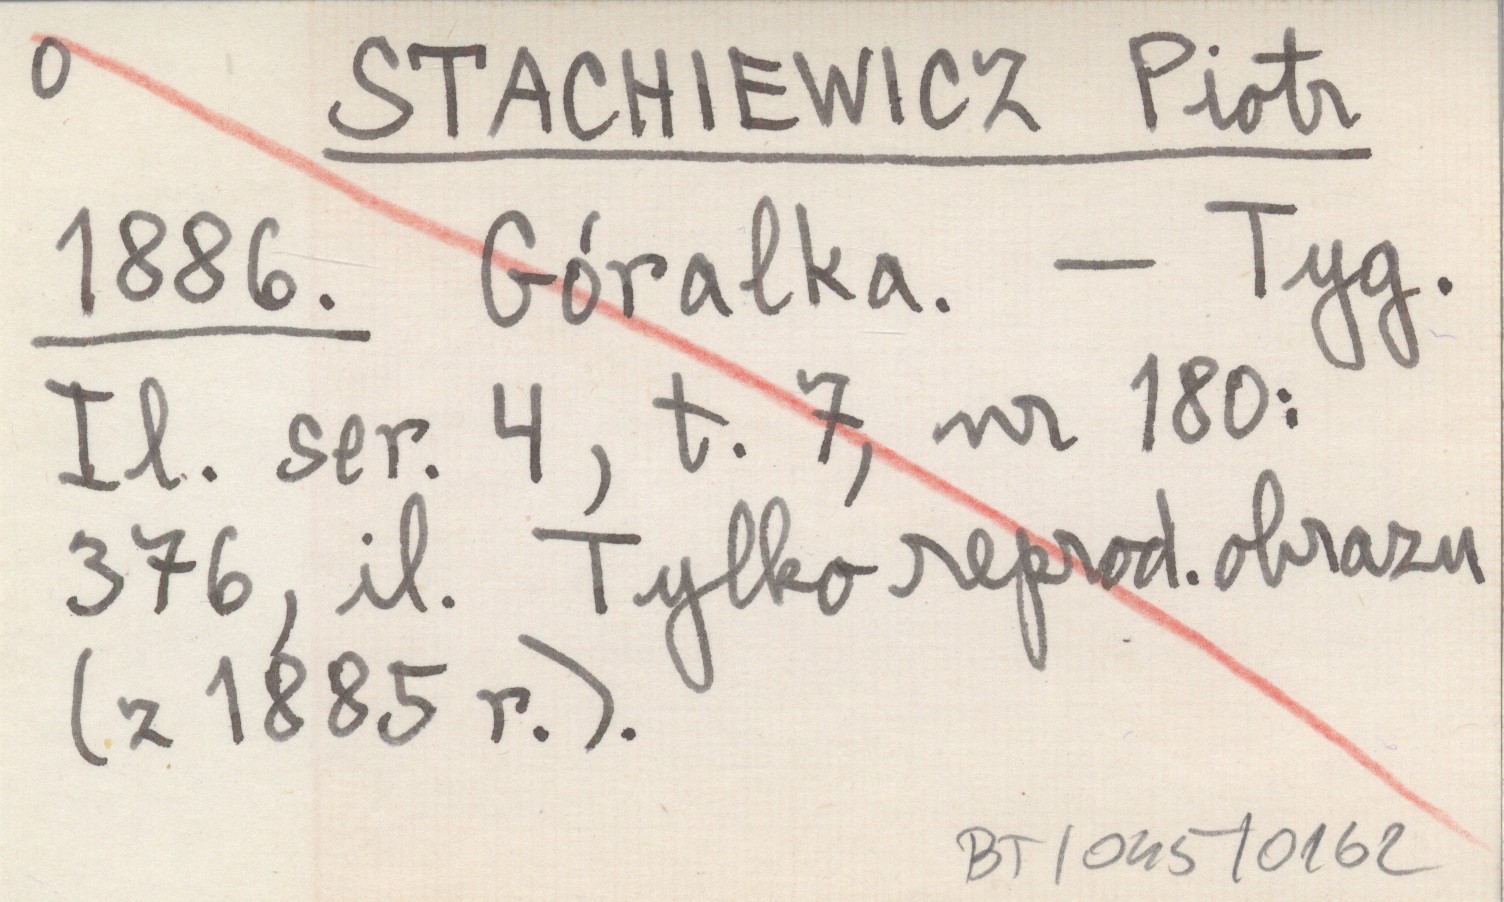 0 STACHIEWICZ Piotr
1886. Góralka. — Tyg.
Il. ser. 4, t. 7, nr 180:
376, il. Tylko reprod. obrazu
(z 1885 r.).
BT/045/0162